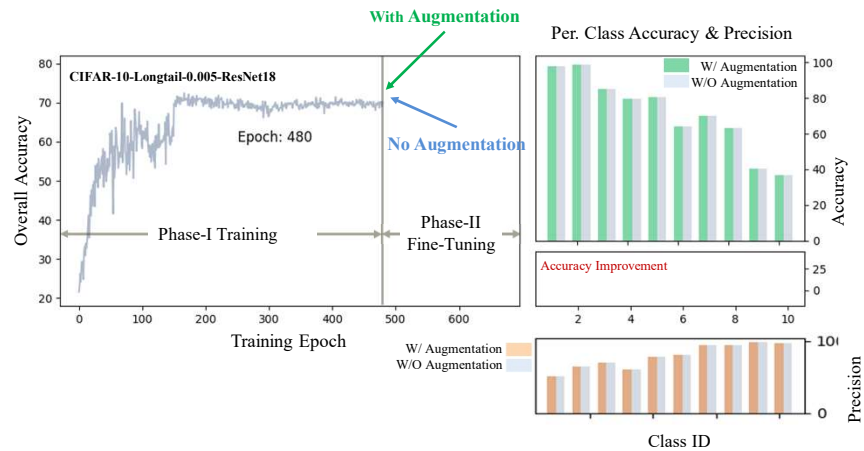 With Augmentation
Per. Class Accuracy & Precision
80
70
60
50
40
30
20
Overall Accuracy
CIFAR-10-Longtail-0.005-ResNet18
Epoch: 480
No Augmentation
Phase-I Training
Phase-II
Fine-Tuning
0
100
200
300
400
500
600
Training Epoch
W/ Augmentation
W/O Augmentation
100
80
60
40
20
0
Accuracy
Accuracy Improvement
25
0
2
4
6
8
10
W/ Augmentation
W/O Augmentation
0
Precision
Class ID